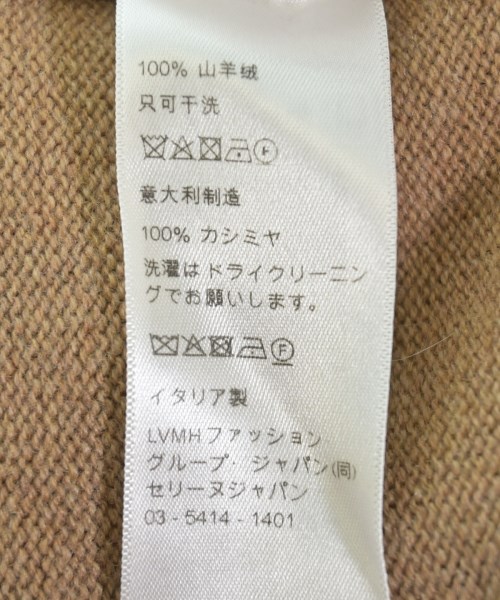 100% 山羊绒
只可干洗
P
意大利制造
100% カシミヤ
洗濯はドライクリーニン
グでお願いします。
F
イタリア製
LVMHファッション
グループ・ジャパン(同)
セリーヌジャパン
03 - 5414 - 1401